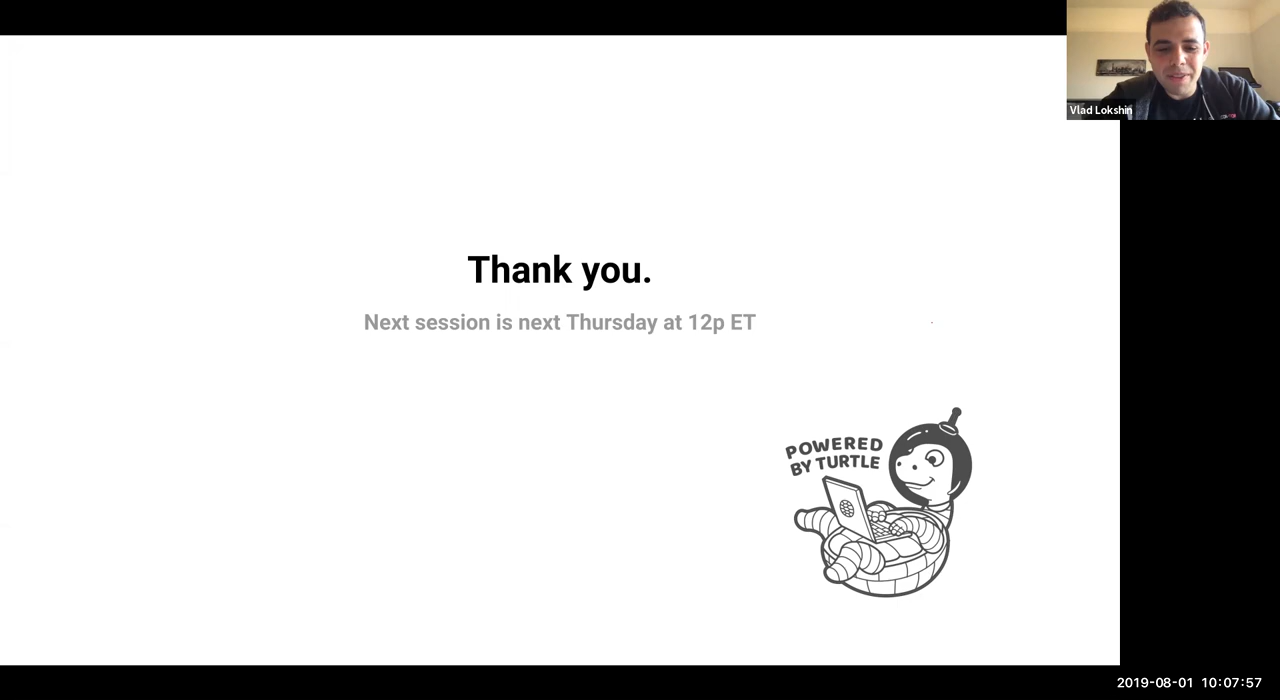 Vlad Lokshin
Thank you.
Next session is next Thursday at 12p ET
POWERED
BY TURTLE
2019-08-01 10:07:57